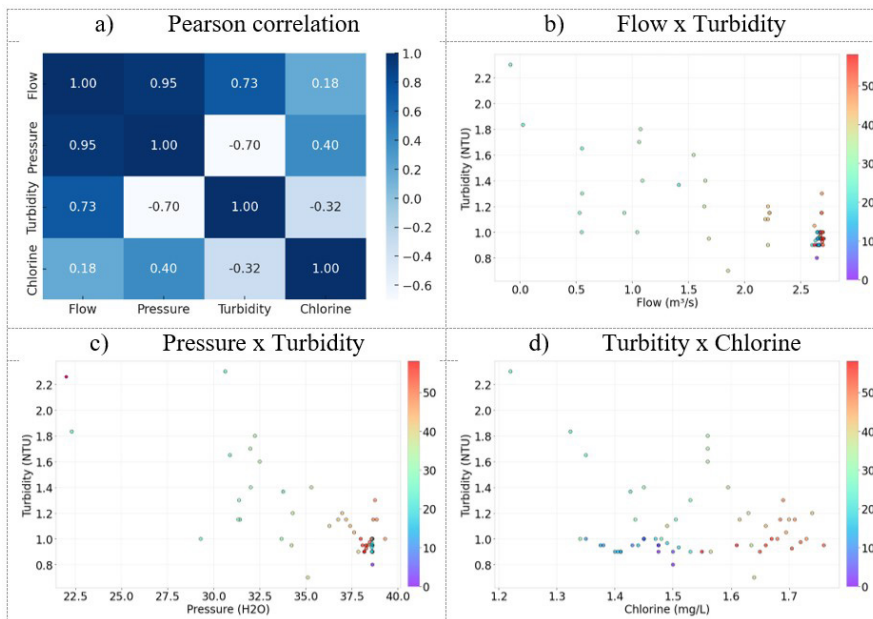 a) Pearson correlation
1.00 0.95 0.73 0.18
0.95 1.00 -0.70 0.40
0.73 -0.70 1.00 -0.32
0.18 0.40 -0.32 1.00
Flow
Pressure
Turbidity
Chlorine
Flow Pressure Turbidity Chlorine
1.0
0.8
0.6
0.4
0.2
0.0
−0.2
−0.4
−0.6
b) Flow x Turbidity
Turbidity (NTU)
2.2
2.0
1.8
1.6
1.4
1.2
1.0
0.8
0.0 0.5 1.0 1.5 2.0 2.5
Flow (m³/s)
50
40
30
20
10
0
c) Pressure x Turbidity
Turbidity (NTU)
2.2
2.0
1.8
1.6
1.4
1.2
1.0
0.8
22.5 25.0 27.5 30.0 32.5 35.0 37.5 40.0
Pressure (H2O)
50
40
30
20
10
0
d) Turbitity x Chlorine
Turbidity (NTU)
2.2
2.0
1.8
1.6
1.4
1.2
1.0
0.8
1.2 1.3 1.4 1.5 1.6 1.7
Chlorine (mg/L)
50
40
30
20
10
0